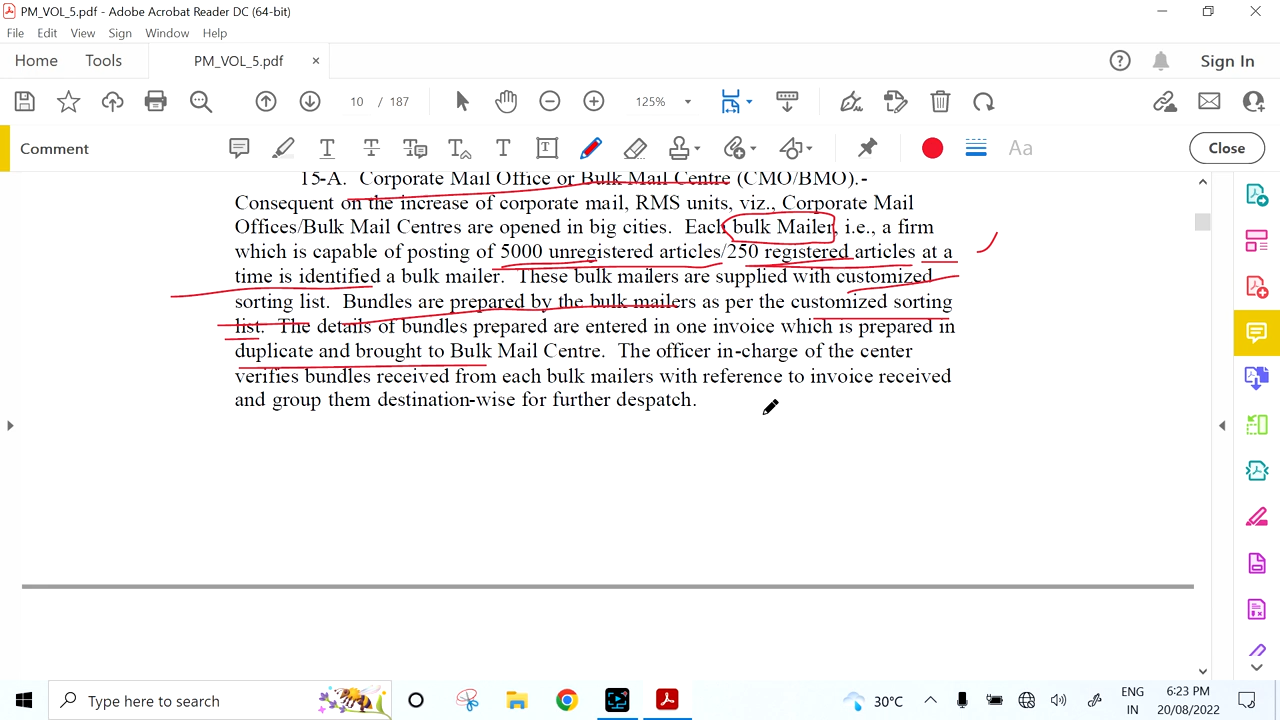 PM_VOL_5.pdf - Adobe Acrobat Reader DC (64-bit)
File Edit View Sign Window Help
Home Tools PM_VOL_5.pdf × Sign In
10 / 187 125%
Comment Aa Close
15-A. Corporate Mail Office or Bulk Mail Centre (CMO/BMO).-
Consequent on the increase of corporate mail, RMS units, viz., Corporate Mail
Offices/Bulk Mail Centres are opened in big cities. Each bulk Mailer, i.e., a firm
which is capable of posting of 5000 unregistered articles/250 registered articles at a
time is identified a bulk mailer. These bulk mailers are supplied with customized
sorting list. Bundles are prepared by the bulk mailers as per the customized sorting
list. The details of bundles prepared are entered in one invoice which is prepared in
duplicate and brought to Bulk Mail Centre. The officer in-charge of the center
verifies bundles received from each bulk mailers with reference to invoice received
and group them destination-wise for further despatch.
Type here to search 30°C ENG 6:23 PM
IN 20/08/2022